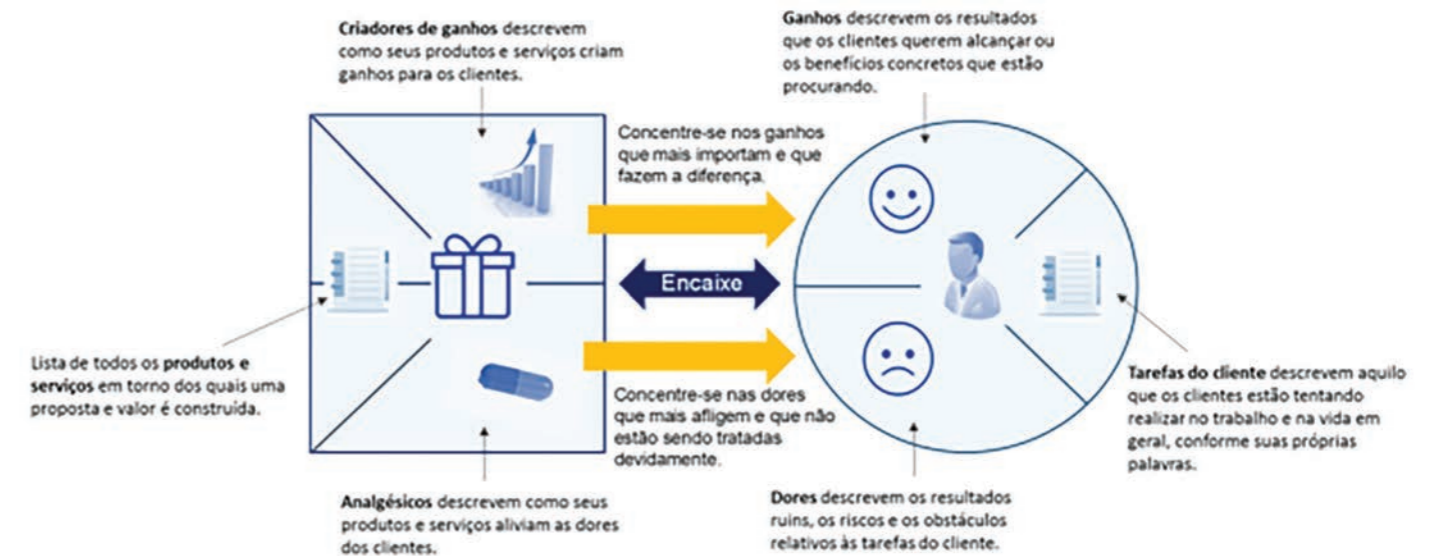 Criadores de ganhos descrevem
como seus produtos e serviços criam
ganhos para os clientes.
Ganhos descrevem os resultados
que os clientes querem alcançar ou
os benefícios concretos que estão
procurando.
Concentre-se nos ganhos
que mais importam e que
fazem a diferença.
Encaixe
Lista de todos os produtos e
serviços em torno dos quais uma
proposta e valor é construída.
Concentre-se nas dores
que mais afligem e que não
estão sendo tratadas
devidamente.
Tarefas do cliente descrevem aquilo
que os clientes estão tentando
realizar no trabalho e na vida em
geral, conforme suas próprias
palavras.
Analgésicos descrevem como seus
produtos e serviços aliviam as dores
dos clientes.
Dores descrevem os resultados
ruins, os riscos e os obstáculos
relativos às tarefas do cliente.